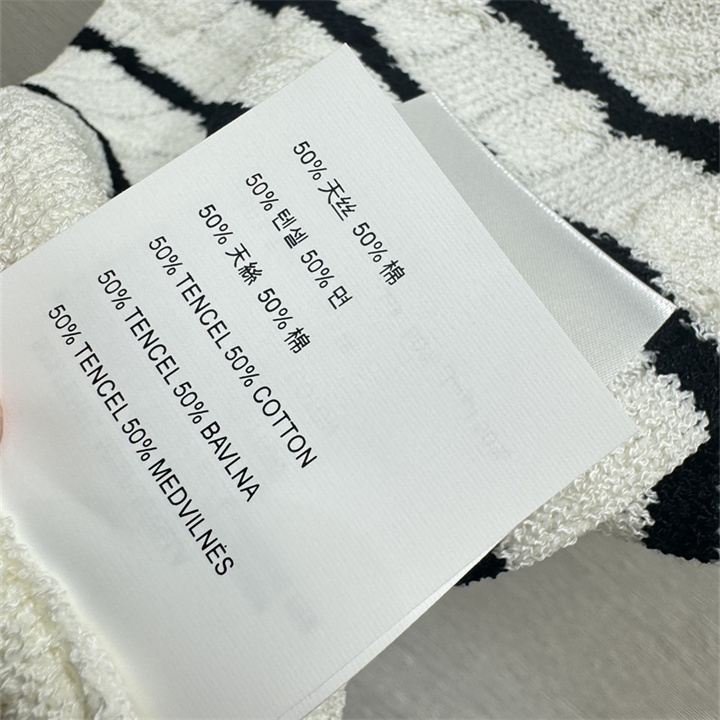 50% 天丝 50% 棉
50% 텐셀 50% 면
50% 天絲 50% 棉
50% TENCEL 50% COTTON
50% TENCEL 50% BAVLNA
50% TENCEL 50% MEDVILNĖS